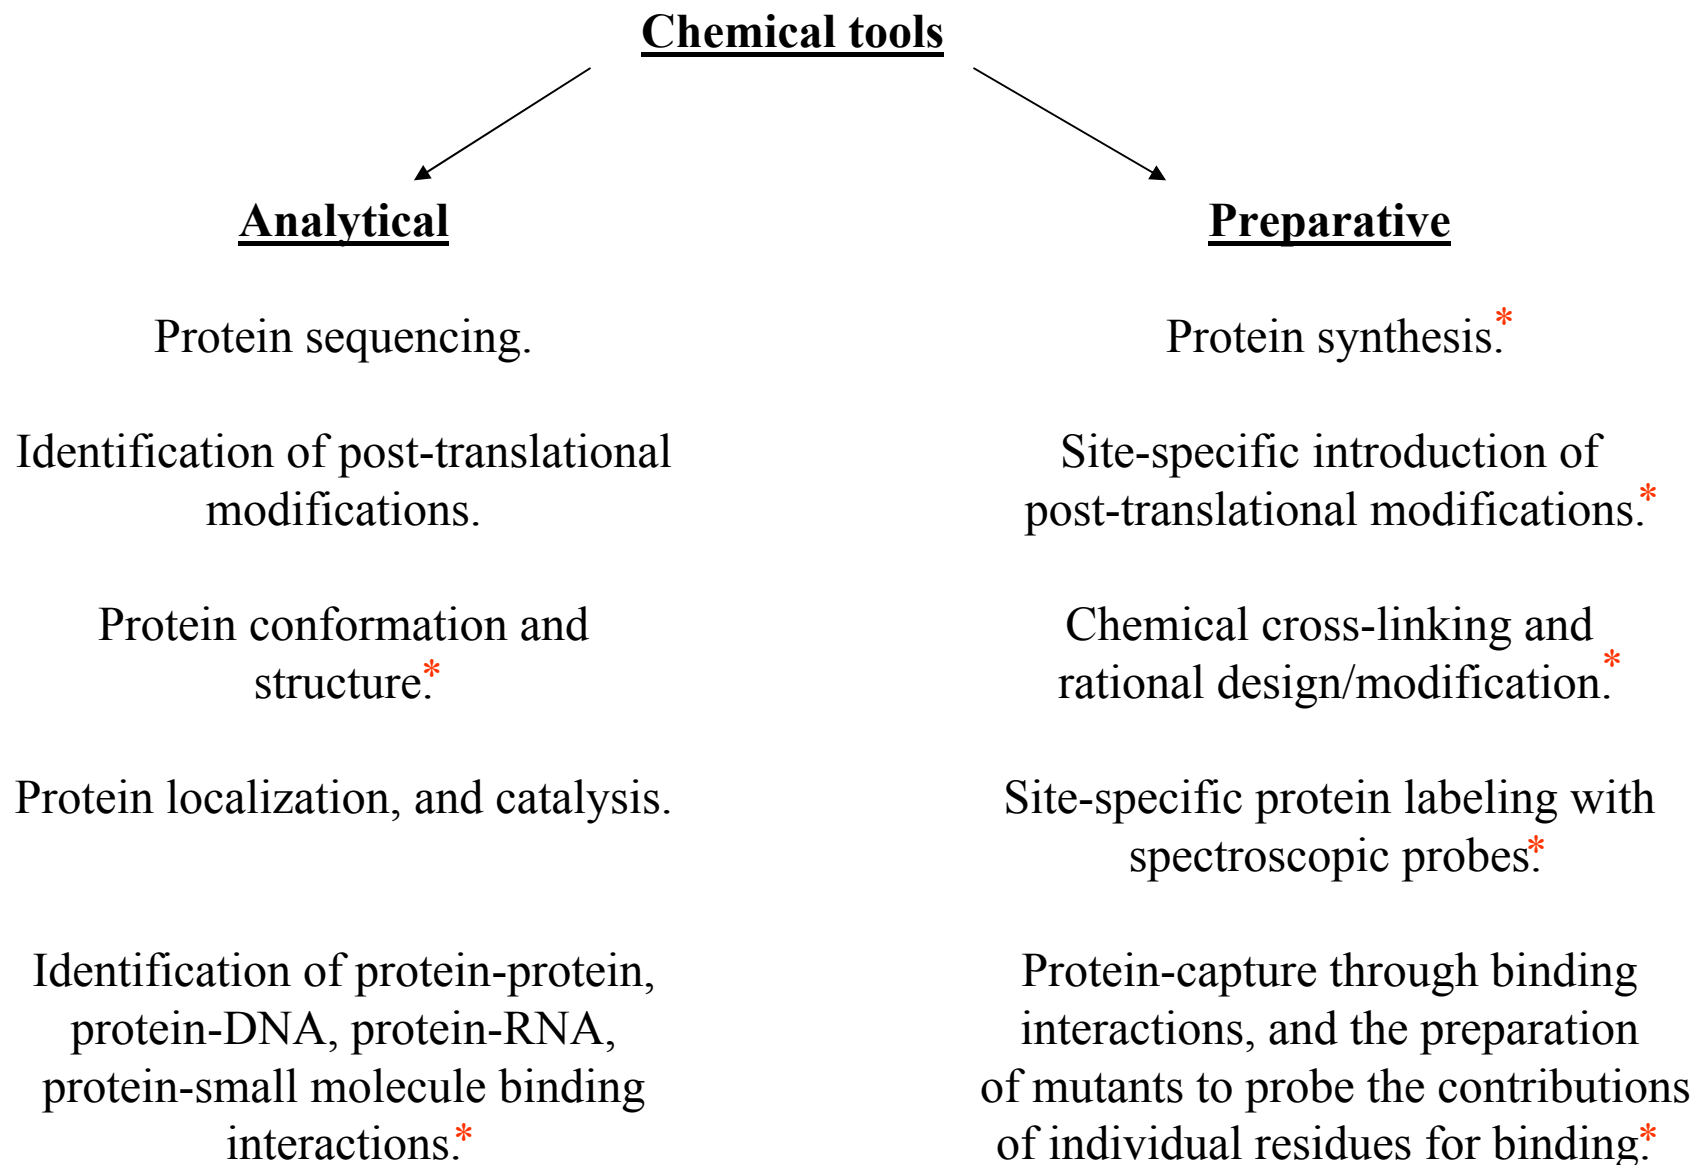 Chemical tools
Analytical
Protein sequencing.
Identification of post-translational
modifications.
Protein conformation and
structure.*
Protein localization, and catalysis.
Identification of protein-protein,
protein-DNA, protein-RNA,
protein-small molecule binding
interactions.*
Preparative
Protein synthesis.*
Site-specific introduction of
post-translational modifications.*
Chemical cross-linking and
rational design/modification.*
Site-specific protein labeling with
spectroscopic probes.*
Protein-capture through binding
interactions, and the preparation
of mutants to probe the contributions
of individual residues for binding.*